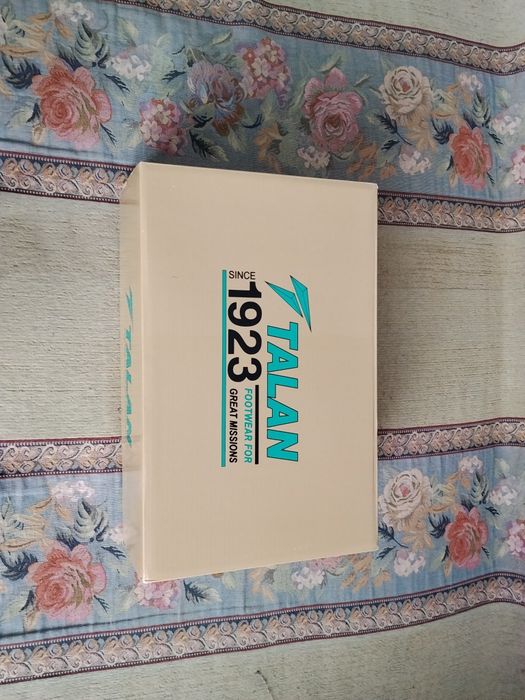 TALAN
SINCE
1923
FOOTWEAR FOR
GREAT MISSIONS
TALAN